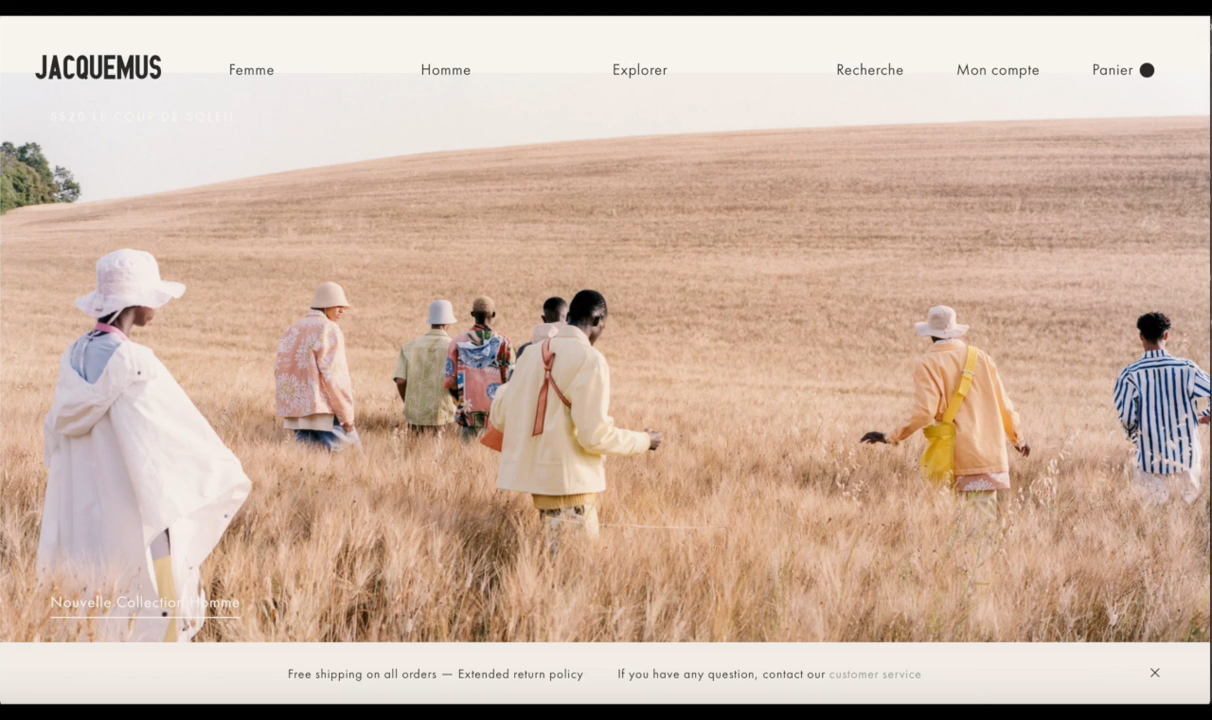 JACQUEMUS Femme Homme Explorer Recherche Mon compte Panier
SS20 LE COUP DE SOLEIL
Nouvelle Collection Homme
Free shipping on all orders — Extended return policy If you have any question, contact our customer service